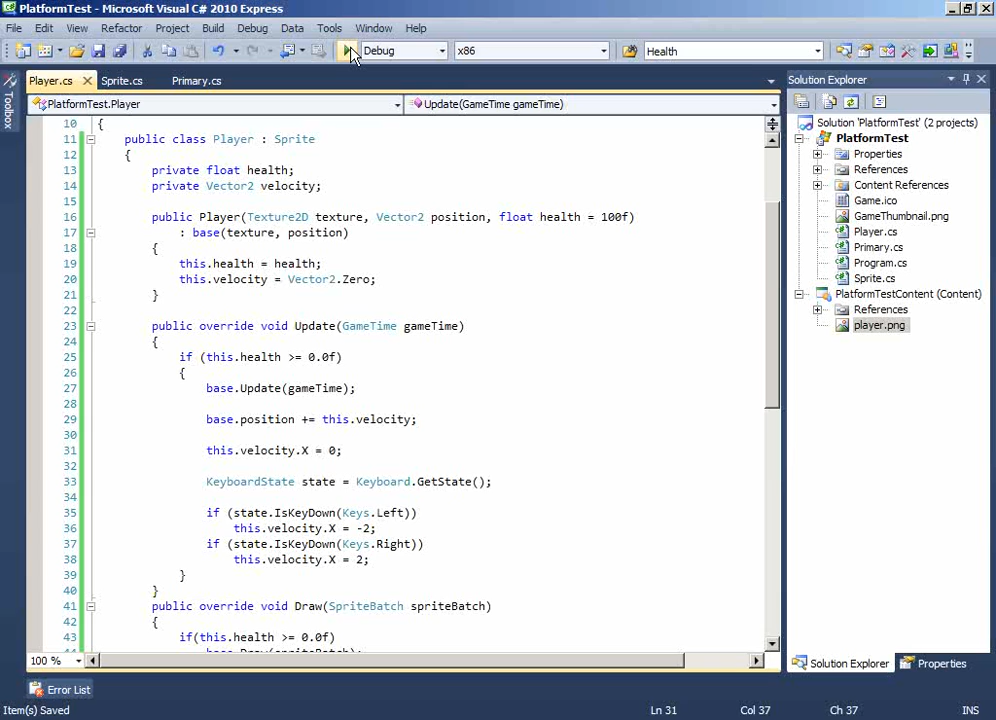 PlatformTest - Microsoft Visual C# 2010 Express
File Edit View Refactor Project Build Debug Data Tools Window Help
Debug x86 Health
Player.cs Sprite.cs Primary.cs
PlatformTest.Player Update(GameTime gameTime)
Toolbox
10 {
11 public class Player : Sprite
12 {
13 private float health;
14 private Vector2 velocity;
15
16 public Player(Texture2D texture, Vector2 position, float health = 100f)
17 : base(texture, position)
18 {
19 this.health = health;
20 this.velocity = Vector2.Zero;
21 }
22
23 public override void Update(GameTime gameTime)
24 {
25 if (this.health >= 0.0f)
26 {
27 base.Update(gameTime);
28
29 base.position += this.velocity;
30
31 this.velocity.X = 0;
32
33 KeyboardState state = Keyboard.GetState();
34
35 if (state.IsKeyDown(Keys.Left))
36 this.velocity.X = -2;
37 if (state.IsKeyDown(Keys.Right))
38 this.velocity.X = 2;
39 }
40 }
41 public override void Draw(SpriteBatch spriteBatch)
42 {
43 if(this.health >= 0.0f)
44 base.Draw(spriteBatch);
100 %
Solution Explorer
Solution 'PlatformTest' (2 projects)
PlatformTest
Properties
References
Content References
Game.ico
GameThumbnail.png
Player.cs
Primary.cs
Program.cs
Sprite.cs
PlatformTestContent (Content)
References
player.png
Solution Explorer Properties
Error List
Item(s) Saved Ln 31 Col 37 Ch 37 INS